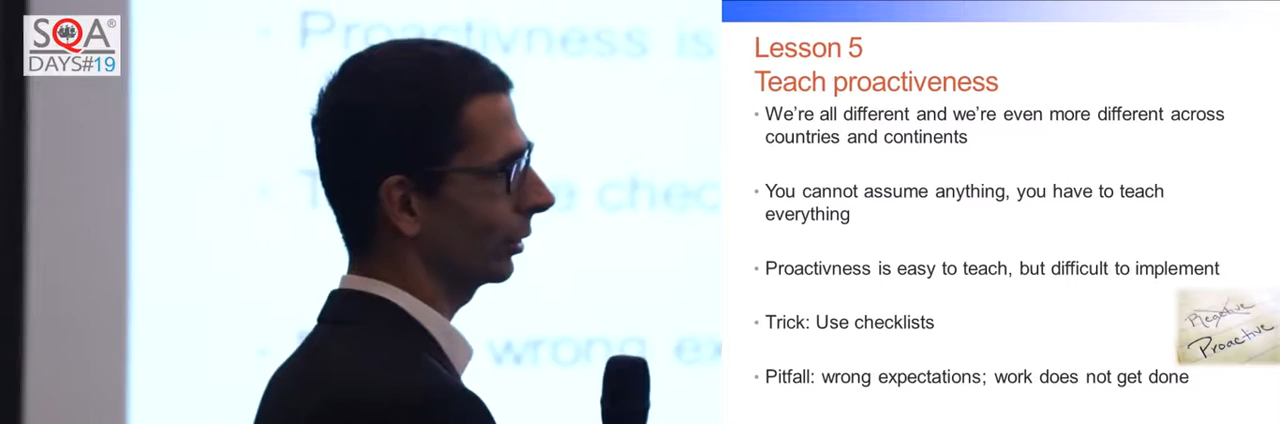 SQA®
DAYS#19
- Proactivness is
wrong
Lesson 5
Teach proactiveness
• We're all different and we're even more different across
countries and continents
• You cannot assume anything, you have to teach
everything
• Proactivness is easy to teach, but difficult to implement
• Trick: Use checklists
• Pitfall: wrong expectations; work does not get done
Proactive